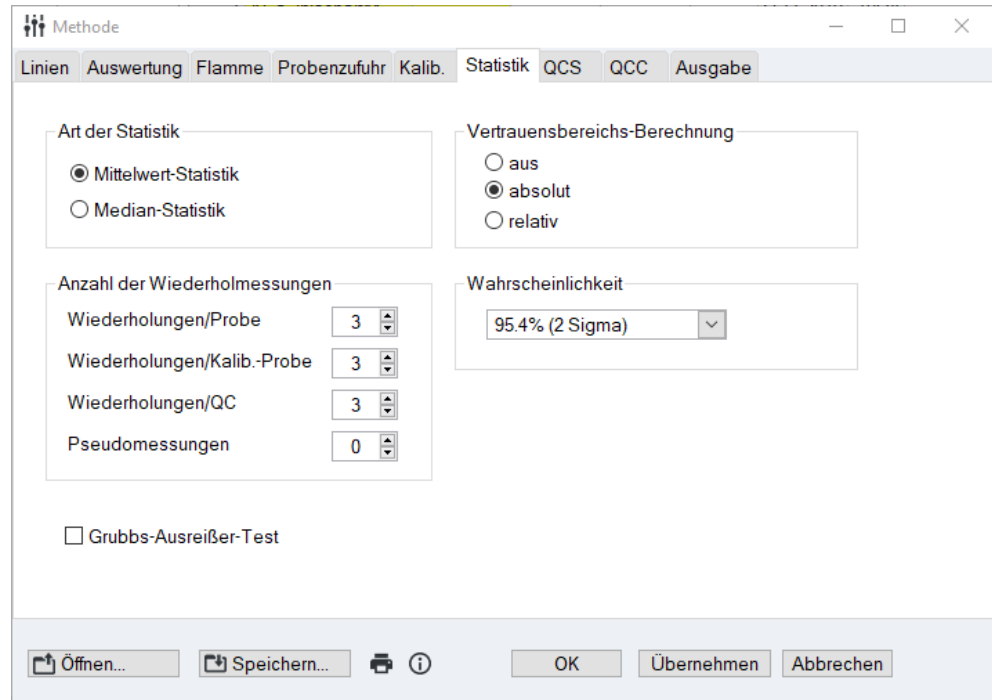 Methode
Linien Auswertung Flamme Probenzufuhr Kalib. Statistik QCS QCC Ausgabe
Art der Statistik
Mittelwert-Statistik
Median-Statistik
Vertrauensbereichs-Berechnung
aus
absolut
relativ
Anzahl der Wiederholmessungen
Wiederholungen/Probe 3
Wiederholungen/Kalib.-Probe 3
Wiederholungen/QC 3
Pseudomessungen 0
Wahrscheinlichkeit
95.4% (2 Sigma)
Grubbs-Ausreißer-Test
Öffnen... Speichern... OK Übernehmen Abbrechen